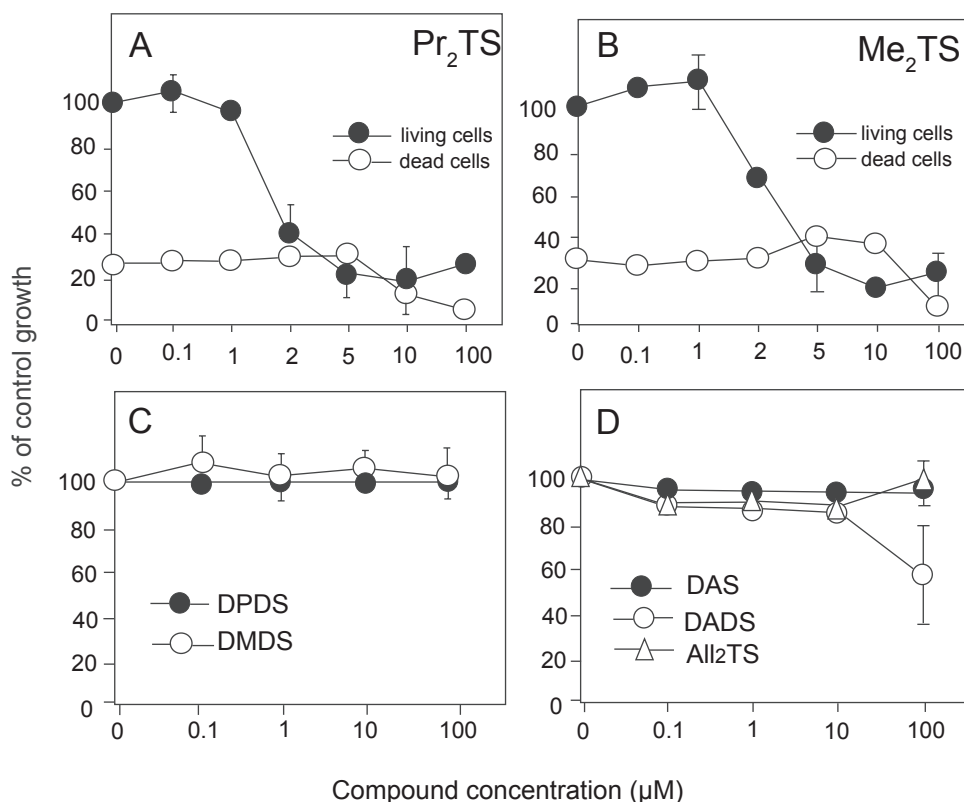 A
Pr₂TS
100
80
60
40
20
0
living cells
dead cells
0 0.1 1 2 5 10 100
B
Me₂TS
100
80
60
40
20
0
living cells
dead cells
0 0.1 1 2 5 10 100
% of control growth
C
100
80
60
40
20
0
DPDS
DMDS
0 0.1 1 10 100
D
100
80
60
40
20
0
DAS
DADS
All₂TS
0 0.1 1 10 100
Compound concentration (µM)